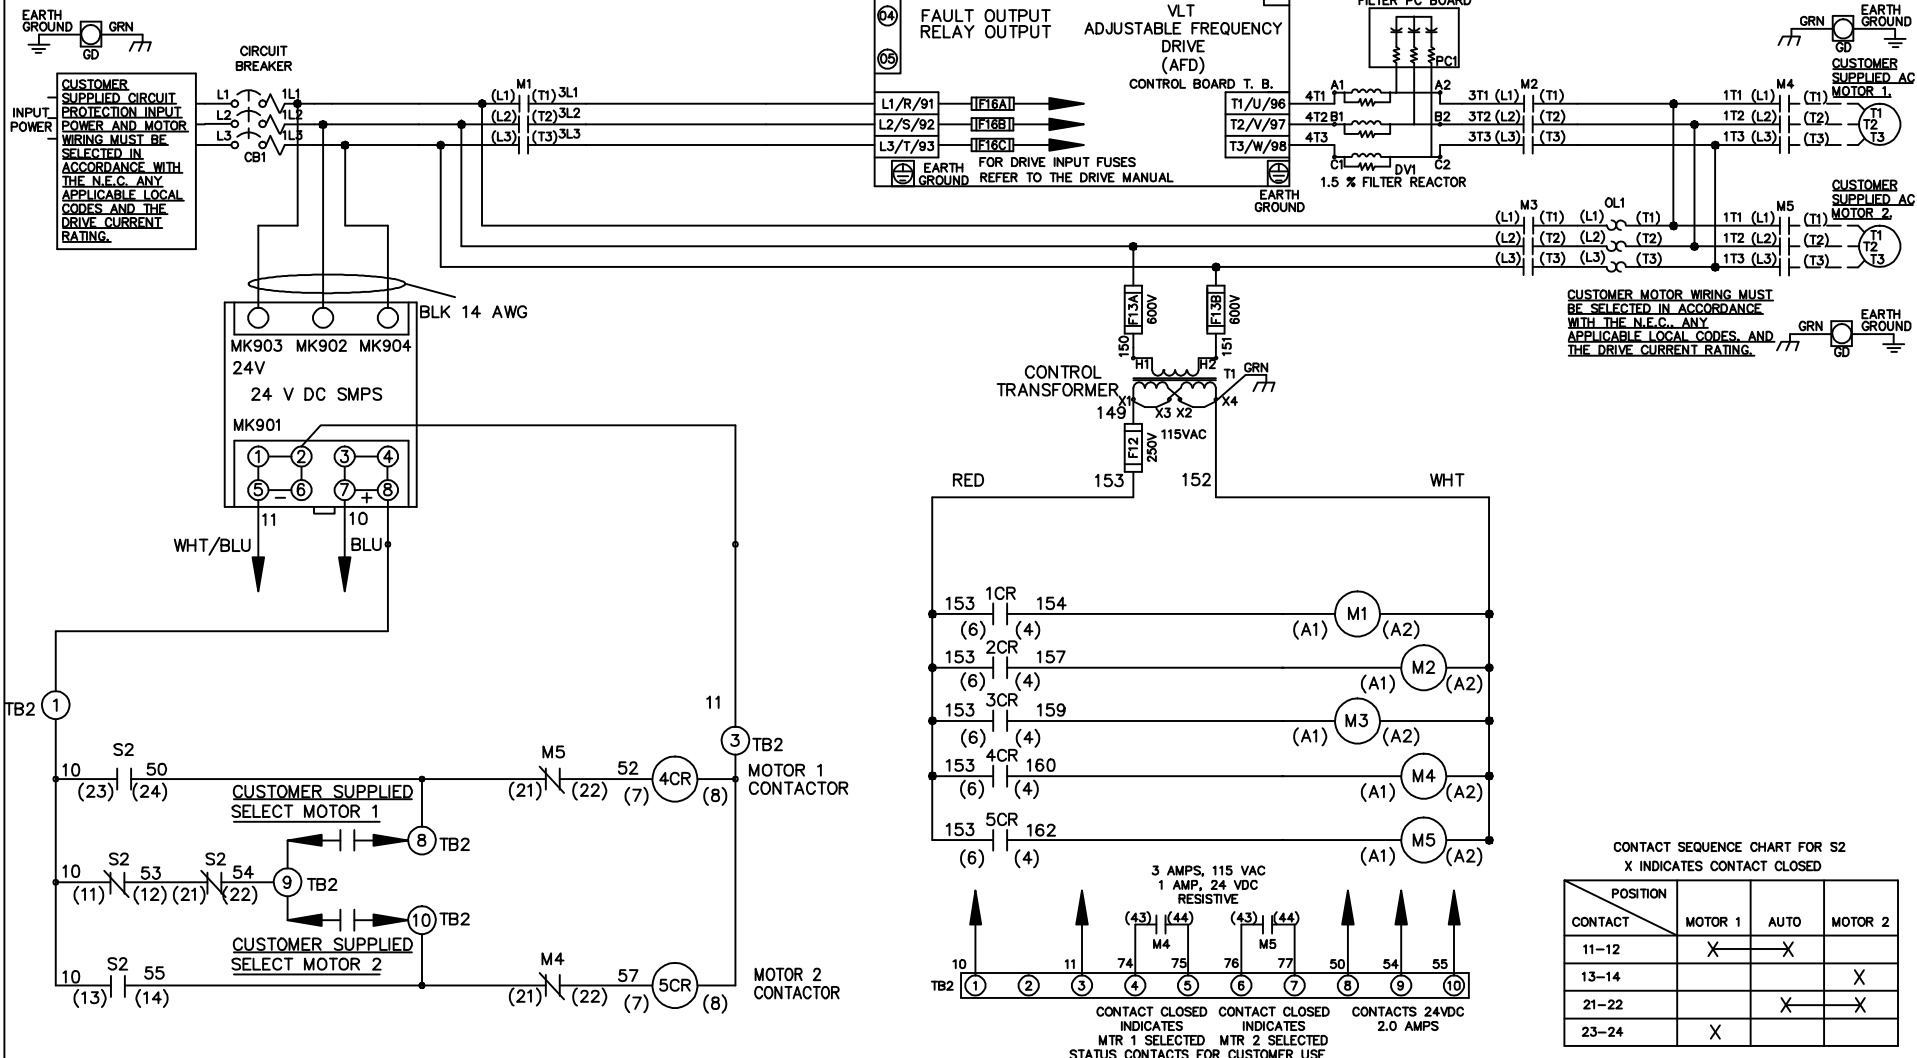 EARTH
GROUND
GRN
GD
CIRCUIT
BREAKER
INPUT
POWER
CUSTOMER
SUPPLIED CIRCUIT
PROTECTION INPUT
POWER AND MOTOR
WIRING MUST BE
SELECTED IN
ACCORDANCE WITH
THE N.E.C. ANY
APPLICABLE LOCAL
CODES AND THE
DRIVE CURRENT
RATING.
L1 1L1
L2 1L2
L3 1L3
CB1
M1
(L1) (T1) 3L1
(L2) (T2) 3L2
(L3) (T3) 3L3
04 FAULT OUTPUT
RELAY OUTPUT
05
VLT
ADJUSTABLE FREQUENCY
DRIVE
(AFD)
CONTROL BOARD T. B.
L1/R/91 F16A T1/U/96
L2/S/92 F16B T2/V/97
L3/T/93 F16C T3/W/98
EARTH
GROUND
FOR DRIVE INPUT FUSES
REFER TO THE DRIVE MANUAL
EARTH
GROUND
FILTER PC BOARD
PC1
4T1 A1 A2
4T2 B1 B2
4T3 C1 C2
DV1
1.5 % FILTER REACTOR
M2
3T1 (L1) (T1)
3T2 (L2) (T2)
3T3 (L3) (T3)
M4
1T1 (L1) (T1)
1T2 (L2) (T2)
1T3 (L3) (T3)
T1
T2
T3
GRN
GD
EARTH
GROUND
CUSTOMER
SUPPLIED AC
MOTOR 1.
CUSTOMER
SUPPLIED AC
MOTOR 2.
M3
(L1) (T1)
(L2) (T2)
(L3) (T3)
OL1
(L1) (T1)
(L2) (T2)
(L3) (T3)
M5
1T1 (L1) (T1)
1T2 (L2) (T2)
1T3 (L3) (T3)
T1
T2
T3
CUSTOMER MOTOR WIRING MUST
BE SELECTED IN ACCORDANCE
WITH THE N.E.C., ANY
APPLICABLE LOCAL CODES, AND
THE DRIVE CURRENT RATING.
GRN
GD
EARTH
GROUND
BLK 14 AWG
MK903 MK902 MK904
24V
24 V DC SMPS
MK901
1 2 3 4
5 6 7 8
− +
11 10
WHT/BLU BLU
F13A
600V
F13B
600V
150 151
H1 H2
CONTROL
TRANSFORMER
T1 GRN
X1 X3 X2 X4
149
115VAC
F12
250V
RED 153 152 WHT
153 1CR 154 M1
(6) (4) (A1) (A2)
153 2CR 157 M2
(6) (4) (A1) (A2)
153 3CR 159 M3
(6) (4) (A1) (A2)
153 4CR 160 M4
(6) (4) (A1) (A2)
153 5CR 162 M5
(6) (4) (A1) (A2)
TB2 1
11
3 TB2
10 S2 50 M5 52 4CR
(23) (24) (21) (22) (7) (8)
MOTOR 1
CONTACTOR
CUSTOMER SUPPLIED
SELECT MOTOR 1
8 TB2
10 S2 53 S2 54 9 TB2
(11) (12) (21) (22)
10 TB2
CUSTOMER SUPPLIED
SELECT MOTOR 2
10 S2 55 M4 57 5CR
(13) (14) (21) (22) (7) (8)
MOTOR 2
CONTACTOR
3 AMPS, 115 VAC
1 AMP, 24 VDC
RESISTIVE
(43) (44) (43) (44)
M4 M5
10 11 74 75 76 77 50 54 55
TB2 1 2 3 4 5 6 7 8 9 10
CONTACT CLOSED
INDICATES
MTR 1 SELECTED
CONTACT CLOSED
INDICATES
MTR 2 SELECTED
STATUS CONTACTS FOR CUSTOMER USE
CONTACTS 24VDC
2.0 AMPS
CONTACT SEQUENCE CHART FOR S2
X INDICATES CONTACT CLOSED
POSITION
CONTACT MOTOR 1 AUTO MOTOR 2
11-12 X X
13-14 X
21-22 X X
23-24 X